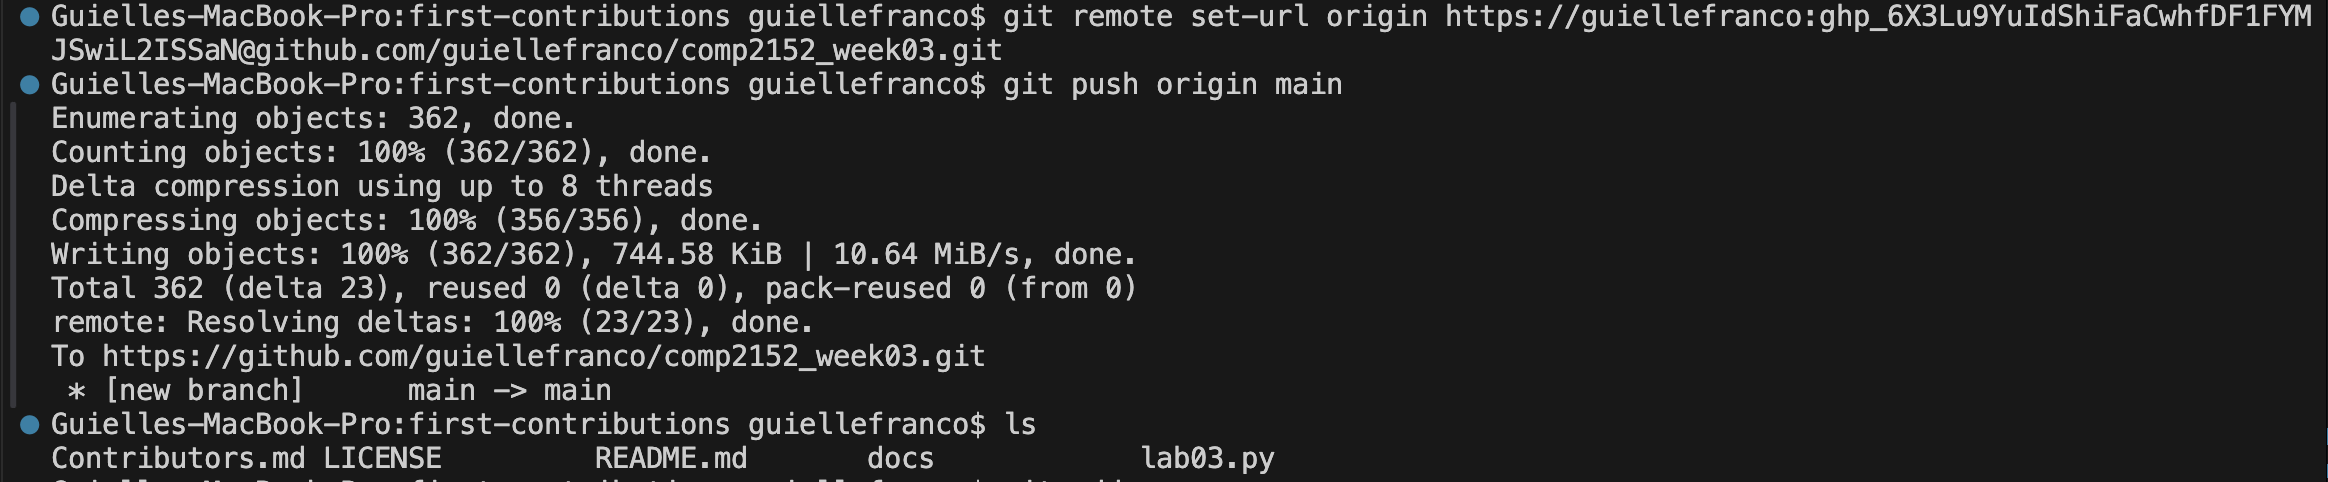 Guielles-MacBook-Pro:first-contributions guiellefranco$ git remote set-url origin https://guiellefranco:[access token redacted]
@github.com/guiellefranco/comp2152_week03.git
Guielles-MacBook-Pro:first-contributions guiellefranco$ git push origin main
Enumerating objects: 362, done.
Counting objects: 100% (362/362), done.
Delta compression using up to 8 threads
Compressing objects: 100% (356/356), done.
Writing objects: 100% (362/362), 744.58 KiB | 10.64 MiB/s, done.
Total 362 (delta 23), reused 0 (delta 0), pack-reused 0 (from 0)
remote: Resolving deltas: 100% (23/23), done.
To https://github.com/guiellefranco/comp2152_week03.git
* [new branch] main -> main
Guielles-MacBook-Pro:first-contributions guiellefranco$ ls
Contributors.md LICENSE README.md docs lab03.py